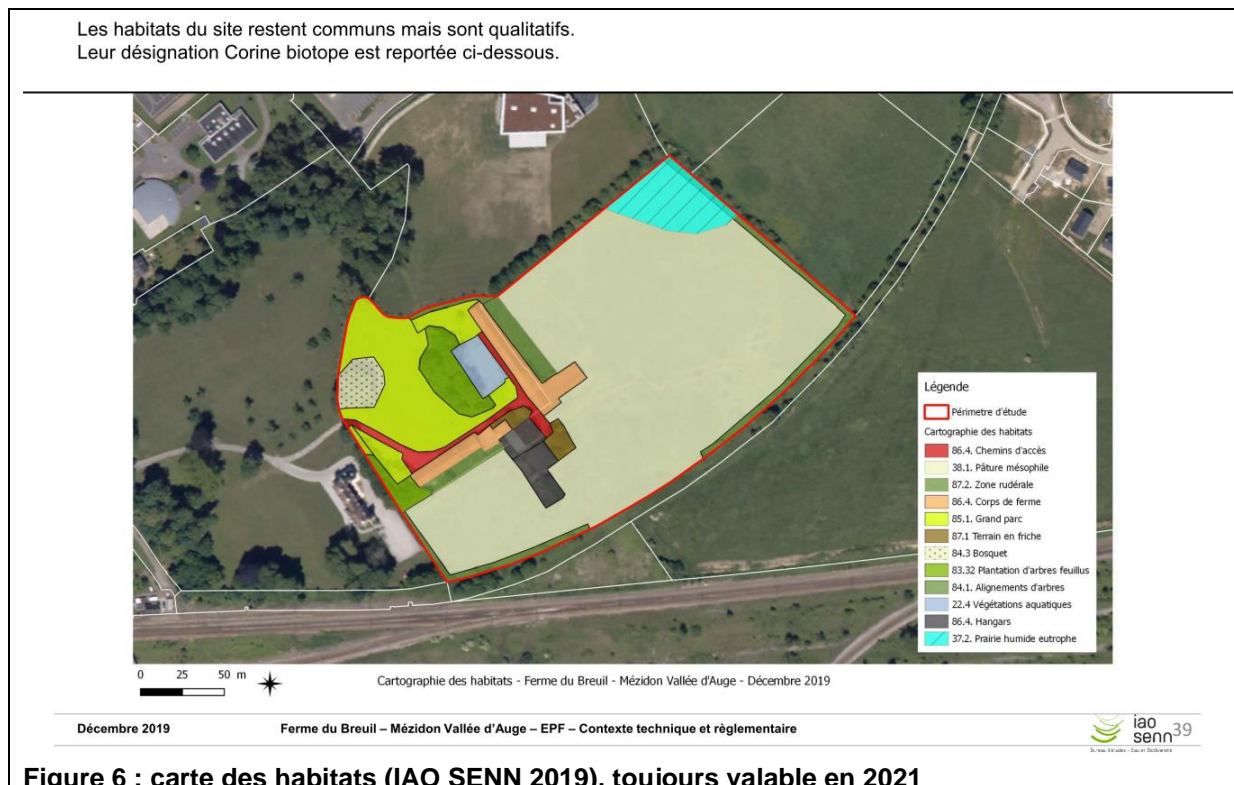 Les habitats du site restent communs mais sont qualitatifs.
Leur désignation Corine biotope est reportée ci-dessous.
Légende
Périmetre d'étude
Cartographie des habitats
86.4. Chemins d'accès
38.1. Pâture mésophile
87.2. Zone rudérale
86.4. Corps de ferme
85.1. Grand parc
87.1 Terrain en friche
84.3 Bosquet
83.32 Plantation d'arbres feuillus
84.1. Alignements d'arbres
22.4 Végétations aquatiques
86.4. Hangars
37.2. Prairie humide eutrophe
0 25 50 m
Cartographie des habitats - Ferme du Breuil - Mézidon Vallée d'Auge - Décembre 2019
Décembre 2019 Ferme du Breuil – Mézidon Vallée d'Auge – EPF – Contexte technique et règlementaire
iao
senn 39
Bureau d'études - Eau et Biodiversité
Figure 6 : carte des habitats (IAO SENN 2019), toujours valable en 2021